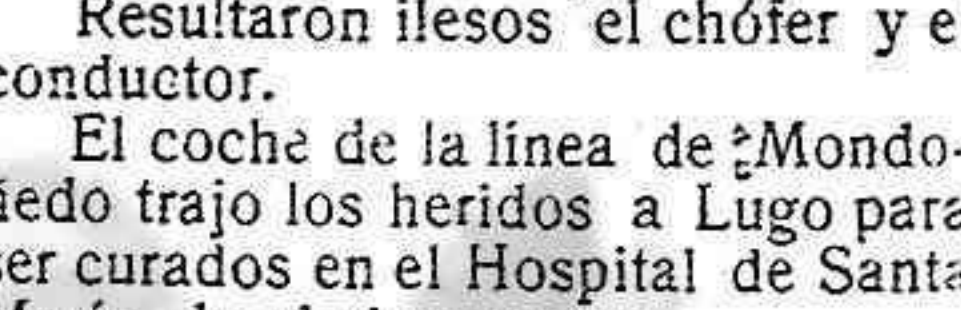 Resultaron ilesos el chófer y e
conductor.
El coche de la línea de Mondo-
ñedo trajo los heridos a Lugo para
ser curados en el Hospital de Santa